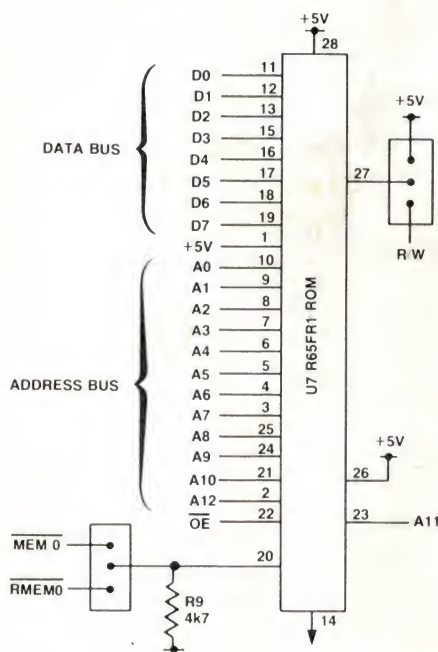 +5V
28
D0 11
D1 12
D2 13
D3 15
D4 16
D5 17
D6 18
D7 19
DATA BUS
+5V 1
A0 10
A1 9
A2 8
A3 7
A4 6
A5 5
A6 4
A7 3
A8 25
A9 24
A10 21
A12 2
ADDRESS BUS
OE 22
U7 R65FR1 ROM
+5V
27
R/W
+5V
26
23 A11
MEM 0
RMEM0
20
R9
4k7
14